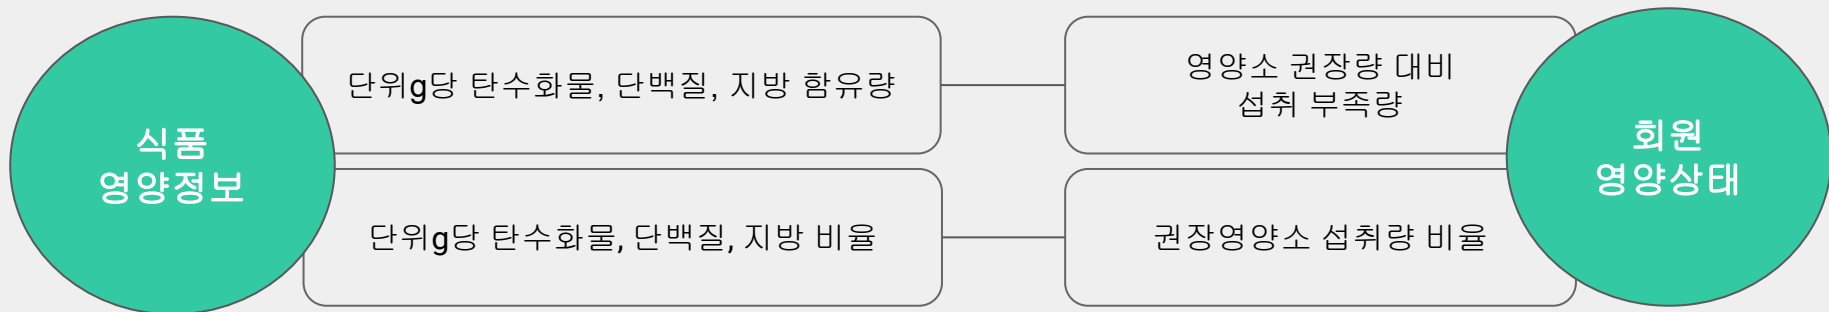 식품
영양정보
단위g당 탄수화물, 단백질, 지방 함유량
영양소 권장량 대비
섭취 부족량
단위g당 탄수화물, 단백질, 지방 비율
권장영양소 섭취량 비율
회원
영양상태